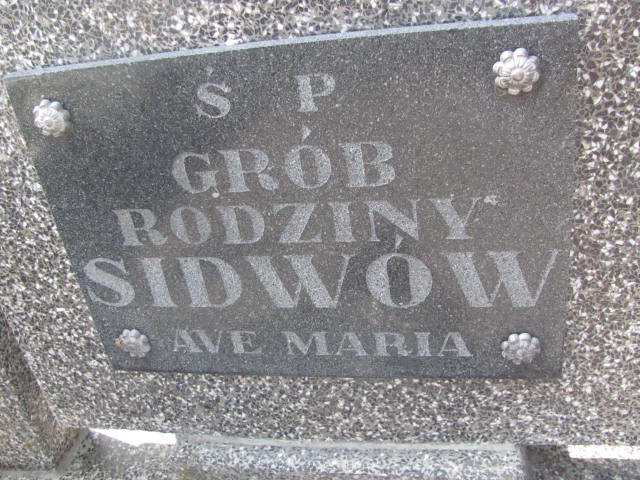 Ś P
GRÓB
RODZINY
SIDWÓW
AVE MARIA